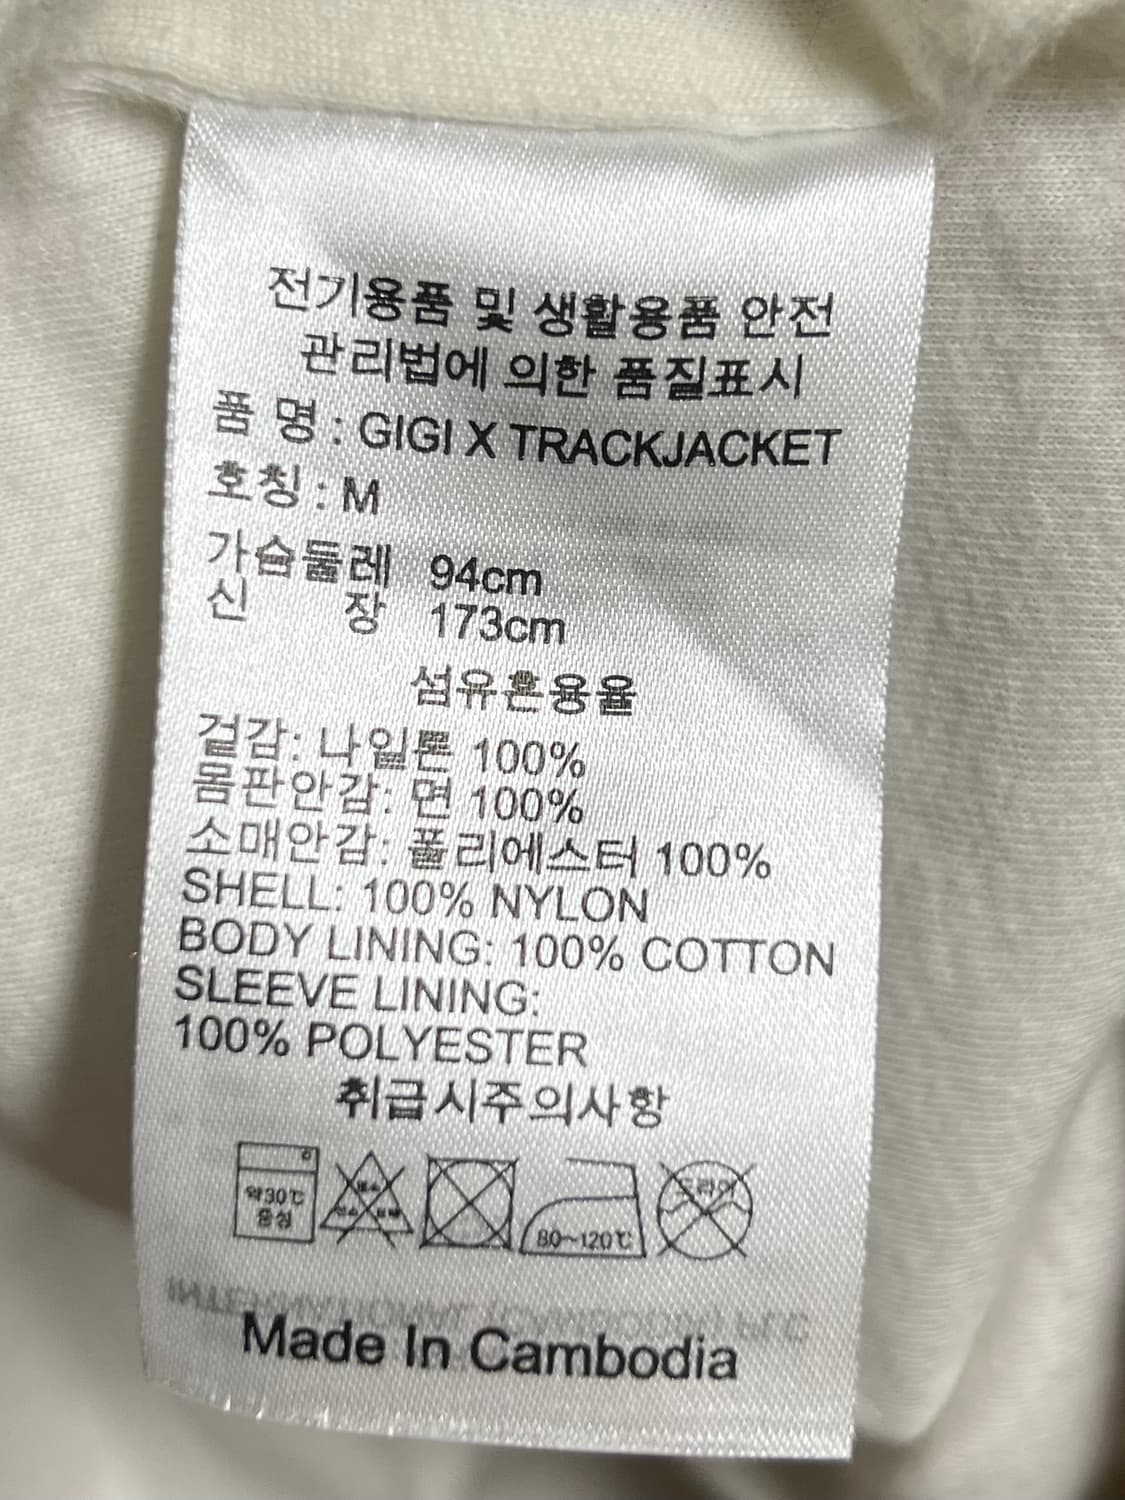 전기용품 및 생활용품 안전
관리법에 의한 품질표시
품 명 : GIGI X TRACKJACKET
호칭 : M
가슴둘레 94cm
신 장 173cm
섬유혼용율
겉감: 나일론 100%
몸판안감: 면 100%
소매안감: 폴리에스터 100%
SHELL: 100% NYLON
BODY LINING: 100% COTTON
SLEEVE LINING:
100% POLYESTER
취급시주의사항
약30℃
중성
80~120℃
드라이
Made In Cambodia